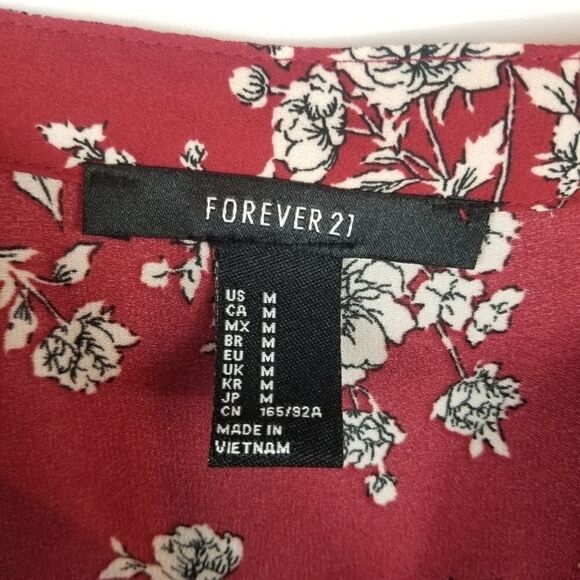 FOREVER 21
US M
CA M
MX M
BR M
EU M
UK M
KR M
JP M
CN 165/92A
MADE IN
VIETNAM